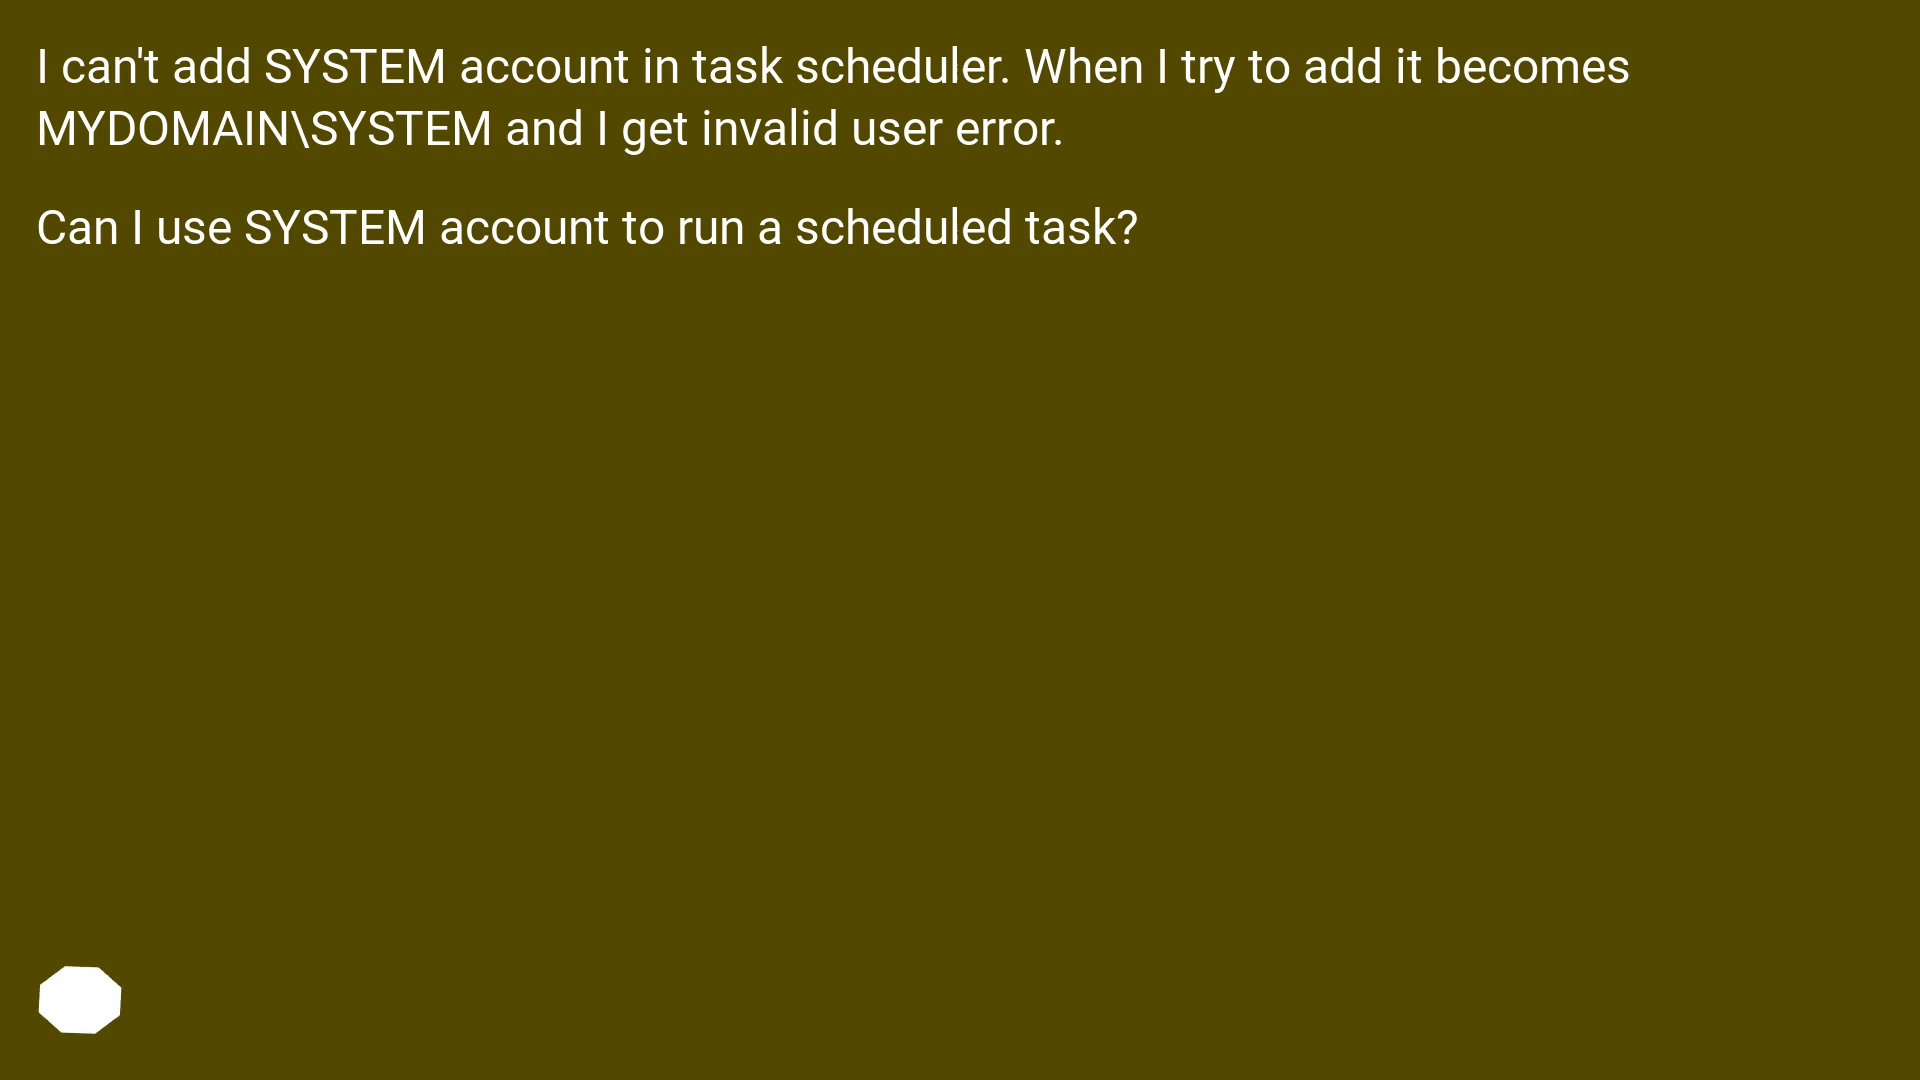 I can't add SYSTEM account in task scheduler. When I try to add it becomes
MYDOMAIN\SYSTEM and I get invalid user error.
Can I use SYSTEM account to run a scheduled task?